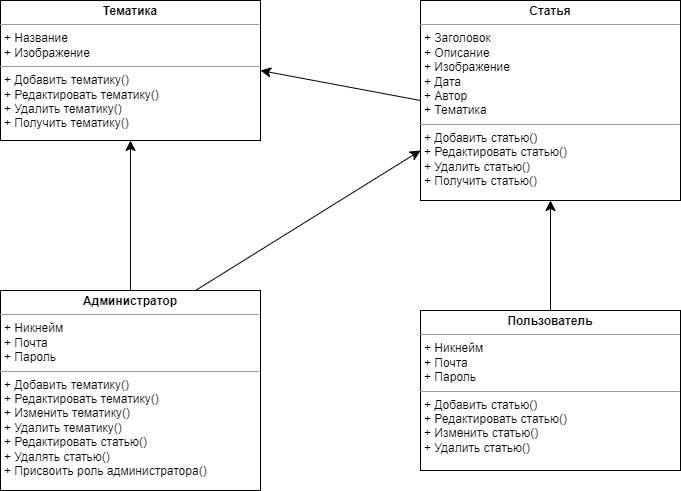 Тематика
+ Название
+ Изображение
+ Добавить тематику()
+ Редактировать тематику()
+ Удалить тематику()
+ Получить тематику()
Статья
+ Заголовок
+ Описание
+ Изображение
+ Дата
+ Автор
+ Тематика
+ Добавить статью()
+ Редактировать статью()
+ Удалить статью()
+ Получить статью()
Администратор
+ Никнейм
+ Почта
+ Пароль
+ Добавить тематику()
+ Редактировать тематику()
+ Изменить тематику()
+ Удалить тематику()
+ Редактировать статью()
+ Удалять статью()
+ Присвоить роль администратора()
Пользователь
+ Никнейм
+ Почта
+ Пароль
+ Добавить статью()
+ Редактировать статью()
+ Изменить статью()
+ Удалить статью()